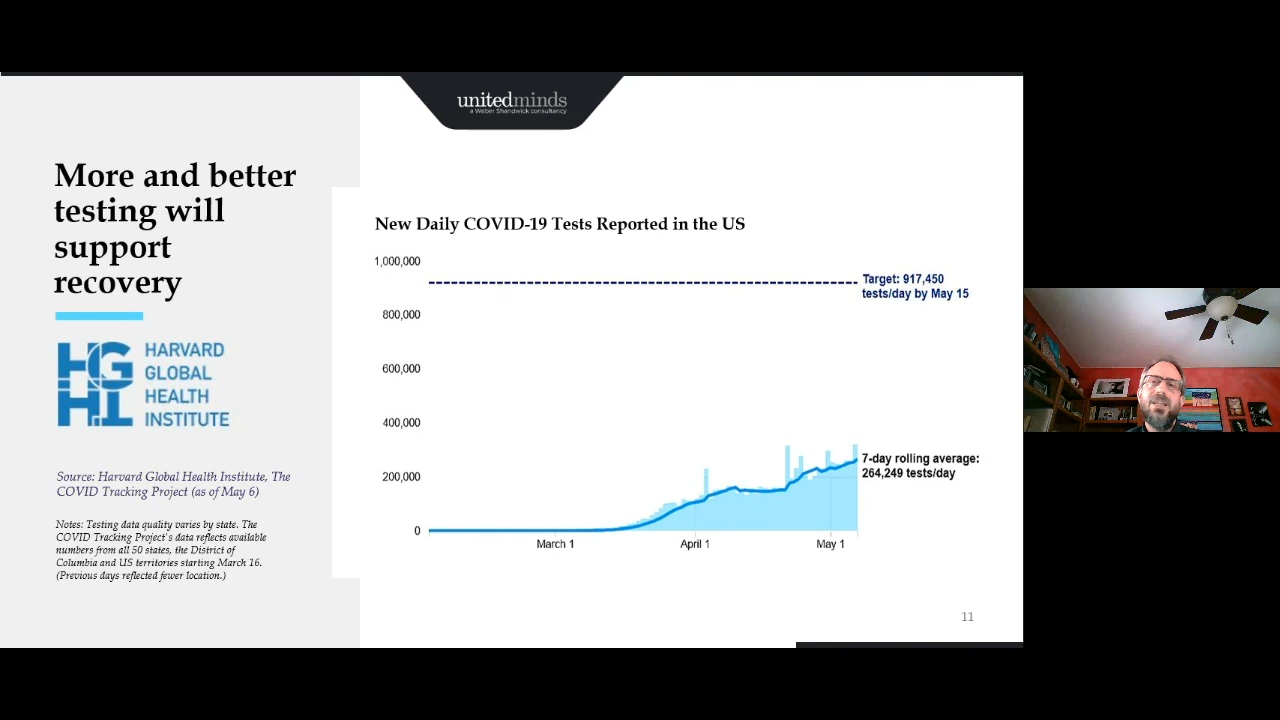 unitedminds
a Weber Shandwick consultancy
More and better
testing will
support
recovery
HGHI
HARVARD
GLOBAL
HEALTH
INSTITUTE
Source: Harvard Global Health Institute, The
COVID Tracking Project (as of May 6)
Notes: Testing data quality varies by state. The
COVID Tracking Project's data reflects available
numbers from all 50 states, the District of
Columbia and US territories starting March 16.
(Previous days reflected fewer location.)
New Daily COVID-19 Tests Reported in the US
1,000,000
Target: 917,450
tests/day by May 15
800,000
600,000
400,000
7-day rolling average:
264,249 tests/day
200,000
0
March 1
April 1
May 1
11